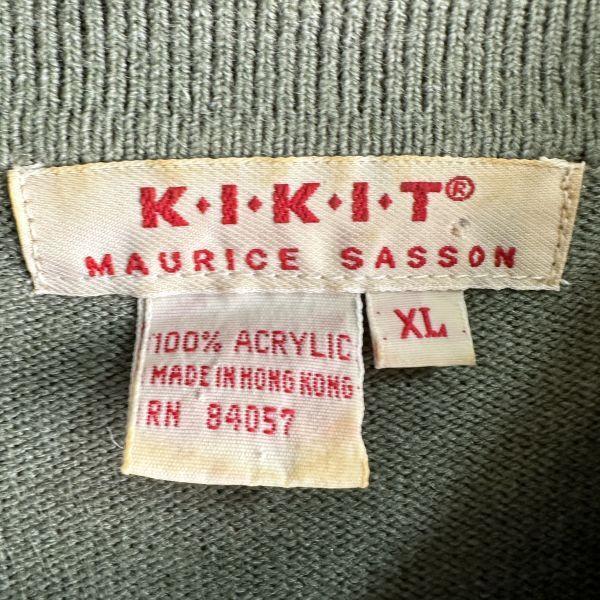 K·I·K·I·T®
MAURICE SASSON
XL
100% ACRYLIC
MADE IN HONG KONG
RN 84057